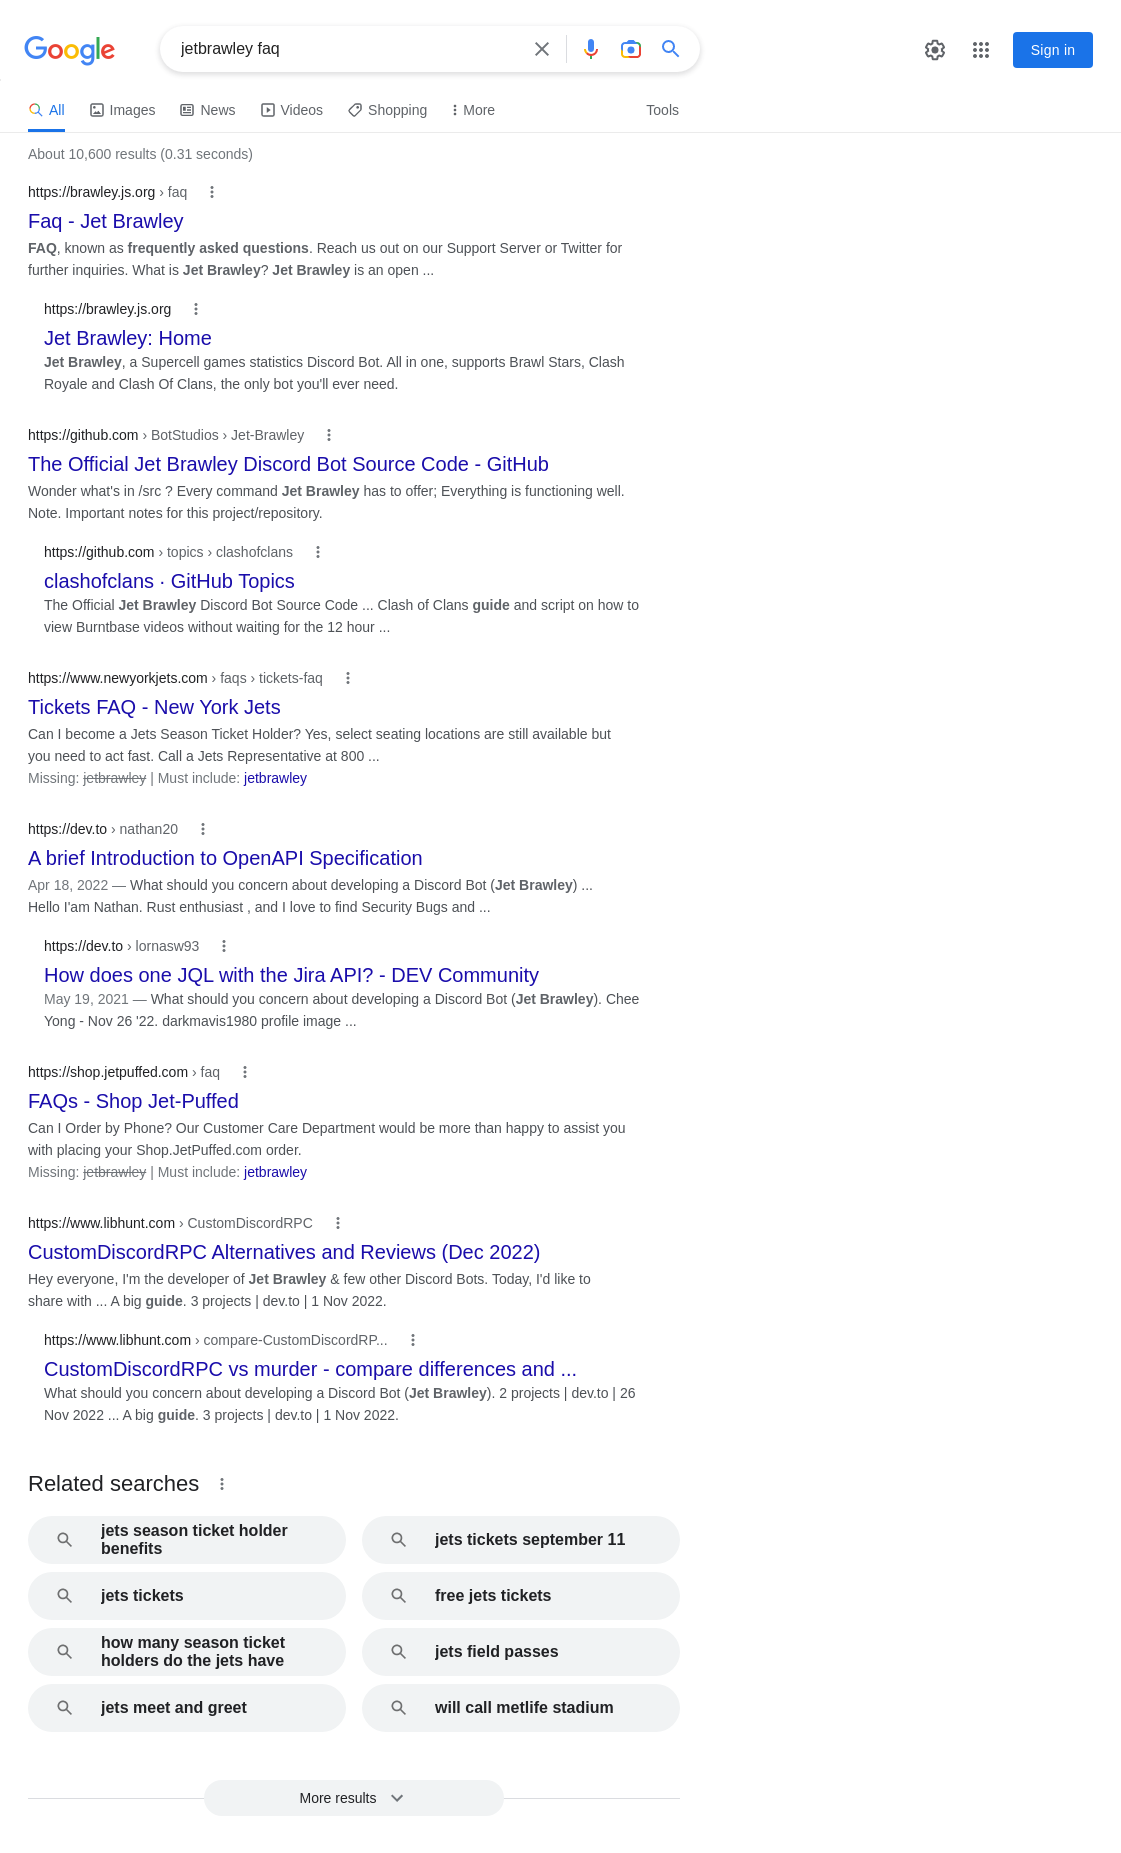 Google
jetbrawley faq
Sign in
All
Images
News
Videos
Shopping
More
Tools
About 10,600 results (0.31 seconds)
https://brawley.js.org › faq
Faq - Jet Brawley
FAQ, known as frequently asked questions. Reach us out on our Support Server or Twitter for
further inquiries. What is Jet Brawley? Jet Brawley is an open ...
https://brawley.js.org
Jet Brawley: Home
Jet Brawley, a Supercell games statistics Discord Bot. All in one, supports Brawl Stars, Clash
Royale and Clash Of Clans, the only bot you'll ever need.
https://github.com › BotStudios › Jet-Brawley
The Official Jet Brawley Discord Bot Source Code - GitHub
Wonder what's in /src ? Every command Jet Brawley has to offer; Everything is functioning well.
Note. Important notes for this project/repository.
https://github.com › topics › clashofclans
clashofclans · GitHub Topics
The Official Jet Brawley Discord Bot Source Code ... Clash of Clans guide and script on how to
view Burntbase videos without waiting for the 12 hour ...
https://www.newyorkjets.com › faqs › tickets-faq
Tickets FAQ - New York Jets
Can I become a Jets Season Ticket Holder? Yes, select seating locations are still available but
you need to act fast. Call a Jets Representative at 800 ...
Missing: jetbrawley | Must include: jetbrawley
https://dev.to › nathan20
A brief Introduction to OpenAPI Specification
Apr 18, 2022 — What should you concern about developing a Discord Bot (Jet Brawley) ...
Hello I'am Nathan. Rust enthusiast , and I love to find Security Bugs and ...
https://dev.to › lornasw93
How does one JQL with the Jira API? - DEV Community
May 19, 2021 — What should you concern about developing a Discord Bot (Jet Brawley). Chee
Yong - Nov 26 '22. darkmavis1980 profile image ...
https://shop.jetpuffed.com › faq
FAQs - Shop Jet-Puffed
Can I Order by Phone? Our Customer Care Department would be more than happy to assist you
with placing your Shop.JetPuffed.com order.
Missing: jetbrawley | Must include: jetbrawley
https://www.libhunt.com › CustomDiscordRPC
CustomDiscordRPC Alternatives and Reviews (Dec 2022)
Hey everyone, I'm the developer of Jet Brawley & few other Discord Bots. Today, I'd like to
share with ... A big guide. 3 projects | dev.to | 1 Nov 2022.
https://www.libhunt.com › compare-CustomDiscordRP...
CustomDiscordRPC vs murder - compare differences and ...
What should you concern about developing a Discord Bot (Jet Brawley). 2 projects | dev.to | 26
Nov 2022 ... A big guide. 3 projects | dev.to | 1 Nov 2022.
Related searches
jets season ticket holder
benefits
jets tickets september 11
jets tickets
free jets tickets
how many season ticket
holders do the jets have
jets field passes
jets meet and greet
will call metlife stadium
More results